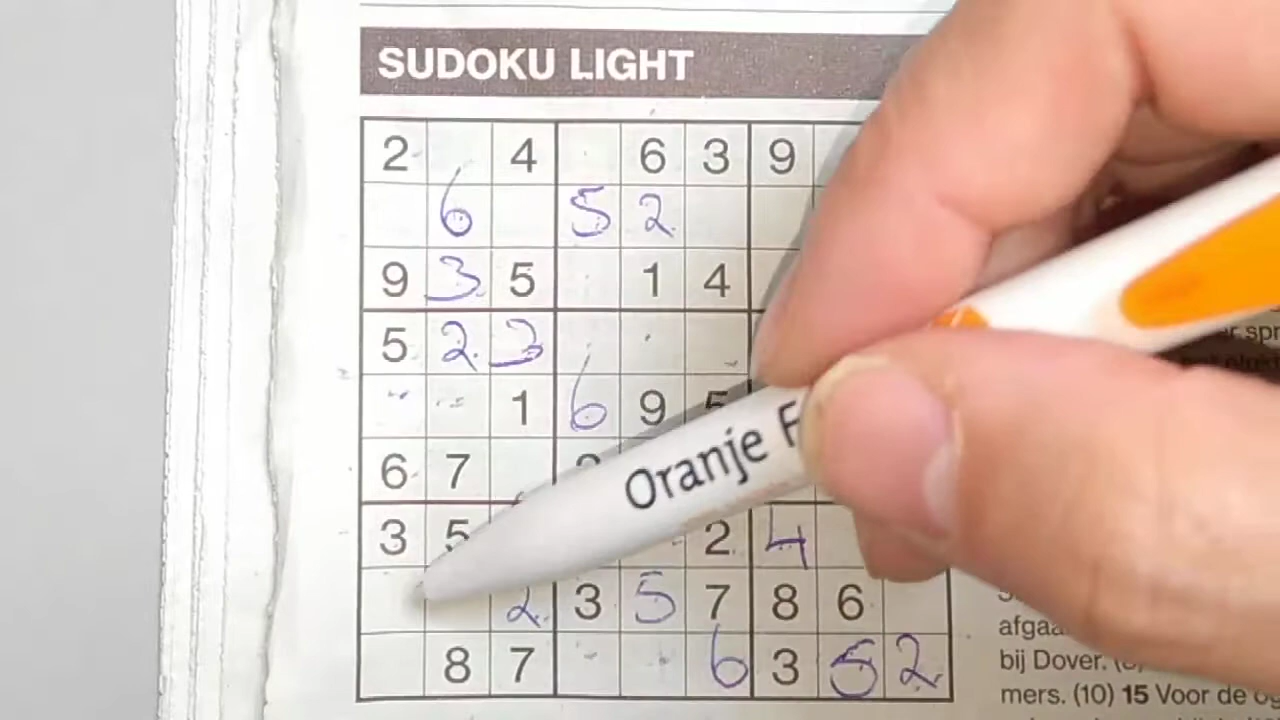 SUDOKU LIGHT
2 4 6 3 9
6 5 2
9 3 5 1 4
5 2 3
1 6 9 5
6 7
3 5 2 4
2 3 5 7 8 6
8 7 6 3 5 2
Oranje
afgaa
bij Dover.
mers. (10) 15 Voor de